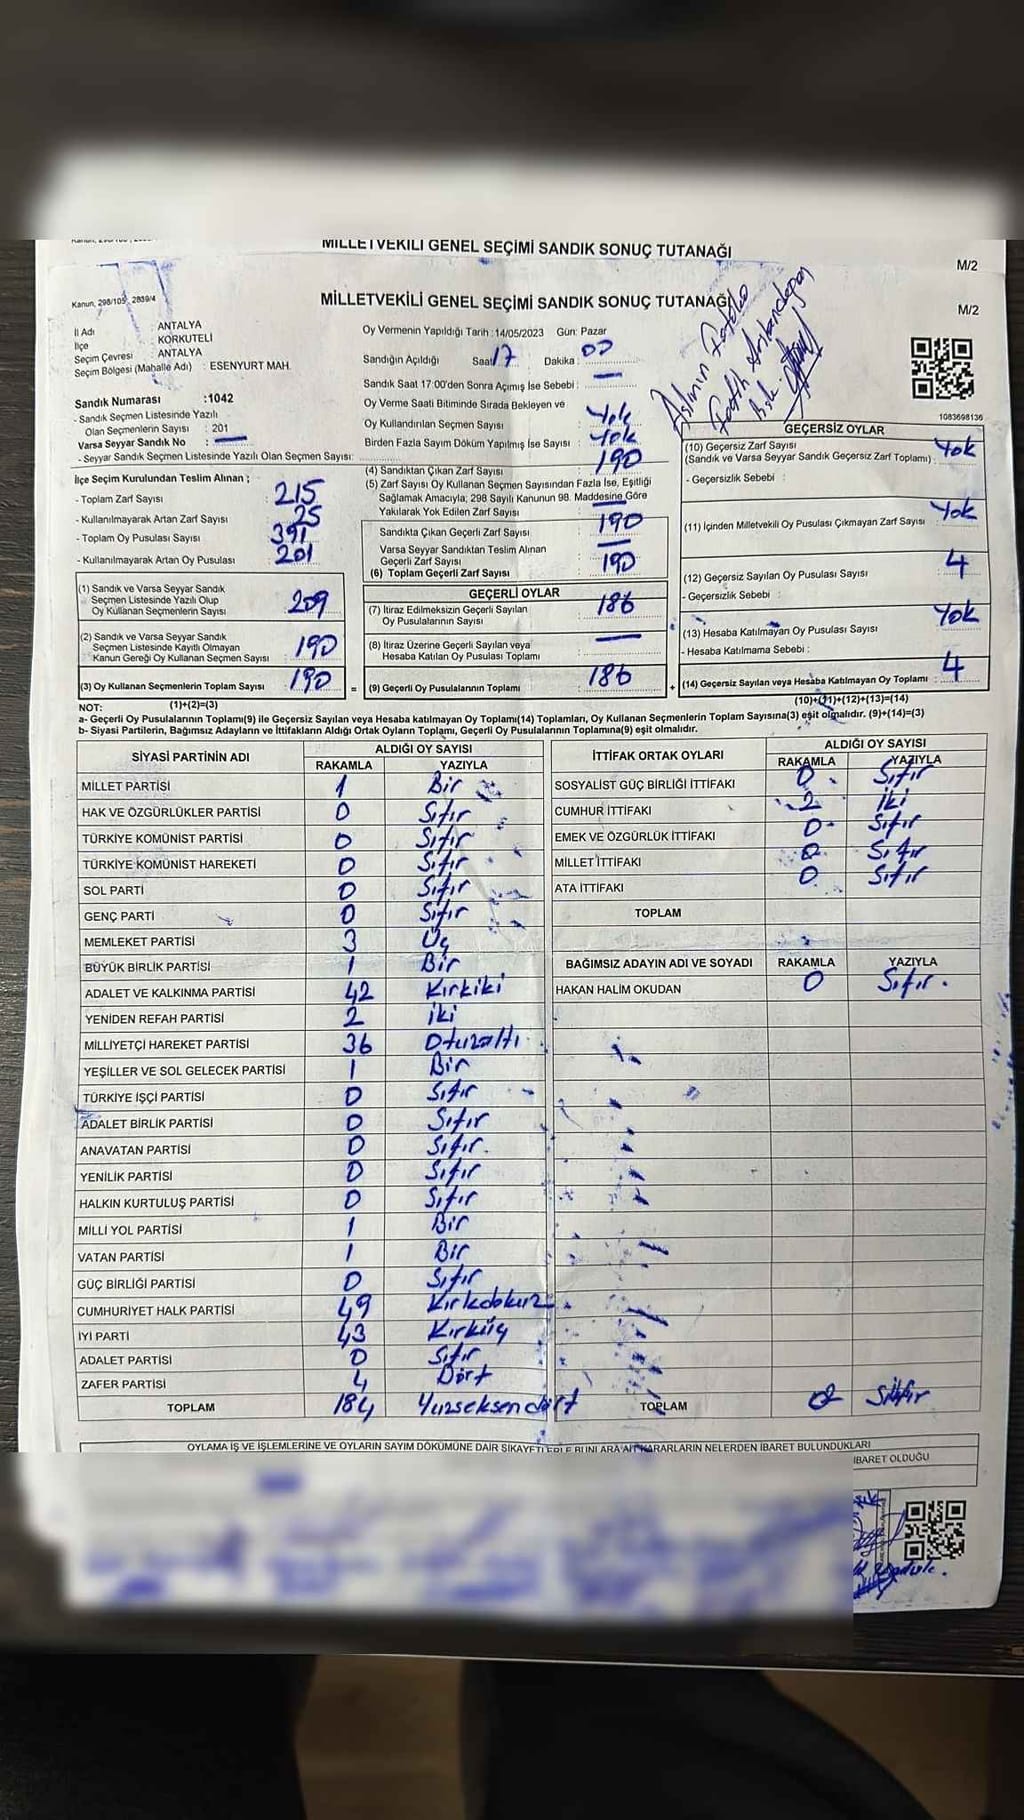 MİLLETVEKİLİ GENEL SEÇİMİ SANDIK SONUÇ TUTANAĞI
M/2
Kanun, 298/105, 2839/4
MİLLETVEKİLİ GENEL SEÇİMİ SANDIK SONUÇ TUTANAĞI
M/2
İl Adı : ANTALYA
İlçe : KORKUTELİ
Seçim Çevresi : ANTALYA
Seçim Bölgesi (Mahalle Adı) : ESENYURT MAH.
Sandık Numarası :1042
- Sandık Seçmen Listesinde Yazılı
Olan Seçmenlerin Sayısı : 201
Varsa Seyyar Sandık No : —
- Seyyar Sandık Seçmen Listesinde Yazılı Olan Seçmen Sayısı:
Oy Vermenin Yapıldığı Tarih :14/05/2023 Gün: Pazar
Sandığın Açıldığı Saat 17 Dakika : 00
Sandık Saat 17:00'den Sonra Açımış İse Sebebi : —
Oy Verme Saati Bitiminde Sırada Bekleyen ve
Oy Kullandırılan Seçmen Sayısı : Yok
Birden Fazla Sayım Döküm Yapılmış İse Sayısı : Yok
Aslının
Fatih
1083698136
İlçe Seçim Kurulundan Teslim Alınan ;
- Toplam Zarf Sayısı : 215
- Kullanılmayarak Artan Zarf Sayısı : 25
- Toplam Oy Pusulası Sayısı : 391
- Kullanılmayarak Artan Oy Pusulası : 201
(1) Sandık ve Varsa Seyyar Sandık
Seçmen Listesinde Yazılı Olup
Oy Kullanan Seçmenlerin Sayısı : 209
(2) Sandık ve Varsa Seyyar Sandık
Seçmen Listesinde Kayıtlı Olmayan
Kanun Gereği Oy Kullanan Seçmen Sayısı : 190
(3) Oy Kullanan Seçmenlerin Toplam Sayısı : 190
(1)+(2)=(3)
=
(4) Sandıktan Çıkan Zarf Sayısı : 190
(5) Zarf Sayısı Oy Kullanan Seçmen Sayısından Fazla İse, Eşitliği
Sağlamak Amacıyla; 298 Sayılı Kanunun 98. Maddesine Göre
Yakılarak Yok Edilen Zarf Sayısı : —
Sandıkta Çıkan Geçerli Zarf Sayısı : 190
Varsa Seyyar Sandıktan Teslim Alınan
Geçerli Zarf Sayısı : —
(6) Toplam Geçerli Zarf Sayısı : 190
GEÇERLİ OYLAR
(7) İtiraz Edilmeksizin Geçerli Sayılan
Oy Pusulasının Sayısı : 186
(8) İtiraz Üzerine Geçerli Sayılan veya
Hesaba Katılan Oy Pusulası Toplamı : —
(9) Geçerli Oy Pusulalarının Toplamı : 186
+
GEÇERSİZ OYLAR
(10) Geçersiz Zarf Sayısı
(Sandık ve Varsa Seyyar Sandık Geçersiz Zarf Toplamı) : Yok
- Geçersizlik Sebebi :
(11) İçinden Milletvekili Oy Pusulası Çıkmayan Zarf Sayısı : Yok
(12) Geçersiz Sayılan Oy Pusulası Sayısı : 4
- Geçersizlik Sebebi :
(13) Hesaba Katılmayan Oy Pusulası Sayısı : Yok
- Hesaba Katılmama Sebebi :
(14) Geçersiz Sayılan veya Hesaba Katılmayan Oy Toplamı : 4
(10)+(11)+(12)+(13)=(14)
NOT:
a- Geçerli Oy Pusulalarının Toplamı(9) ile Geçersiz Sayılan veya Hesaba katılmayan Oy Toplamı(14) Toplamları, Oy Kullanan Seçmenlerin Toplam Sayısına(3) eşit olmalıdır. (9)+(14)=(3)
b- Siyasi Partilerin, Bağımsız Adayların ve İttifakların Aldığı Ortak Oyların Toplamı, Geçerli Oy Pusulalarının Toplamına(9) eşit olmalıdır.
SİYASİ PARTİNİN ADI ALDIĞI OY SAYISI
RAKAMLA YAZIYLA
MİLLET PARTİSİ 1 Bir
HAK VE ÖZGÜRLÜKLER PARTİSİ 0 Sıfır
TÜRKİYE KOMÜNİST PARTİSİ 0 Sıfır
TÜRKİYE KOMÜNİST HAREKETİ 0 Sıfır
SOL PARTİ 0 Sıfır
GENÇ PARTİ 0 Sıfır
MEMLEKET PARTİSİ 3 Üç
BÜYÜK BİRLİK PARTİSİ 1 Bir
ADALET VE KALKINMA PARTİSİ 42 Kırkiki
YENİDEN REFAH PARTİSİ 2 İki
MİLLİYETÇİ HAREKET PARTİSİ 36 Otuzaltı
YEŞİLLER VE SOL GELECEK PARTİSİ 1 Bir
TÜRKİYE İŞÇİ PARTİSİ 0 Sıfır
ADALET BİRLİK PARTİSİ 0 Sıfır
ANAVATAN PARTİSİ 0 Sıfır.
YENİLİK PARTİSİ 0 Sıfır
HALKIN KURTULUŞ PARTİSİ 0 Sıfır
MİLLİ YOL PARTİSİ 1 Bir
VATAN PARTİSİ 1 Bir
GÜÇ BİRLİĞİ PARTİSİ 0 Sıfır
CUMHURİYET HALK PARTİSİ 49 Kırkdokuz
İYİ PARTİ 43 Kırküç
ADALET PARTİSİ 0 Sıfır
ZAFER PARTİSİ 4 Dört
TOPLAM 184 Yüzseksendört
İTTİFAK ORTAK OYLARI ALDIĞI OY SAYISI
RAKAMLA YAZIYLA
SOSYALİST GÜÇ BİRLİĞİ İTTİFAKI 0 Sıfır
CUMHUR İTTİFAKI 2 İki
EMEK VE ÖZGÜRLÜK İTTİFAKI 0 Sıfır
MİLLET İTTİFAKI 0 Sıfır
ATA İTTİFAKI 0 Sıfır
TOPLAM
BAĞIMSIZ ADAYIN ADI VE SOYADI RAKAMLA YAZIYLA
HAKAN HALİM OKUDAN 0 Sıfır.
TOPLAM 0 Sıfır
OYLAMA İŞ VE İŞLEMLERİNE VE OYLARIN SAYIM DÖKÜMÜNE DAİR ŞİKAYETLERLE BUNLARA AİT KARARLARIN NELERDEN İBARET BULUNDUKLARI
İBARET OLDUĞU